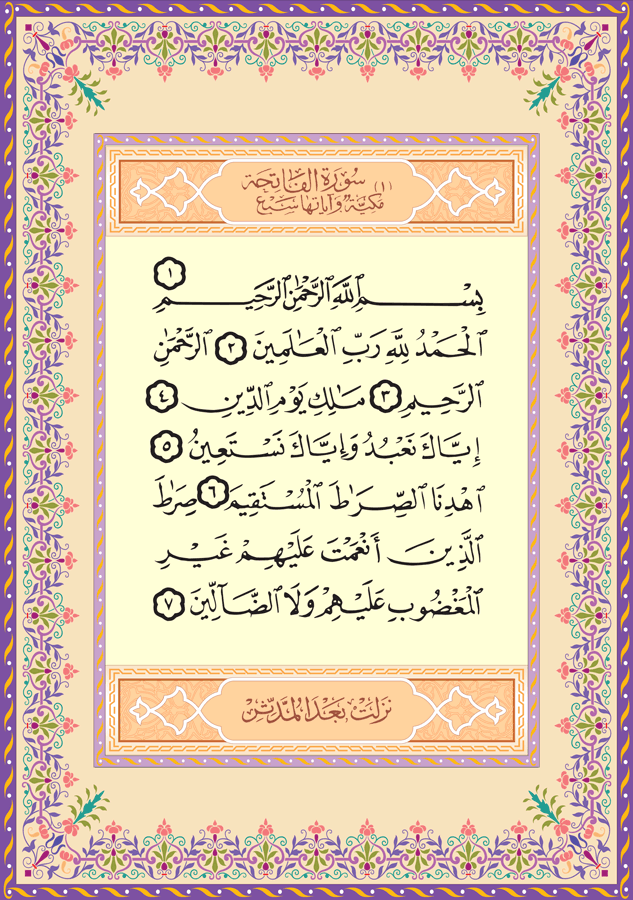 سُورَةُ الفَاتِحَةِ
(١) مَكِيَّةٌ وَآيَاتُهَا سَبْعٌ
بِسْمِ ٱللَّهِ ٱلرَّحْمَٰنِ ٱلرَّحِيمِ ١
ٱلْحَمْدُ لِلَّهِ رَبِّ ٱلْعَٰلَمِينَ ٢ ٱلرَّحْمَٰنِ
ٱلرَّحِيمِ ٣ مَٰلِكِ يَوْمِ ٱلدِّينِ ٤
إِيَّاكَ نَعْبُدُ وَإِيَّاكَ نَسْتَعِينُ ٥
ٱهْدِنَا ٱلصِّرَٰطَ ٱلْمُسْتَقِيمَ ٦ صِرَٰطَ
ٱلَّذِينَ أَنْعَمْتَ عَلَيْهِمْ غَيْرِ
ٱلْمَغْضُوبِ عَلَيْهِمْ وَلَا ٱلضَّآلِّينَ ٧
نَزَلَتْ بَعْدَ المُدَّثِّرِ